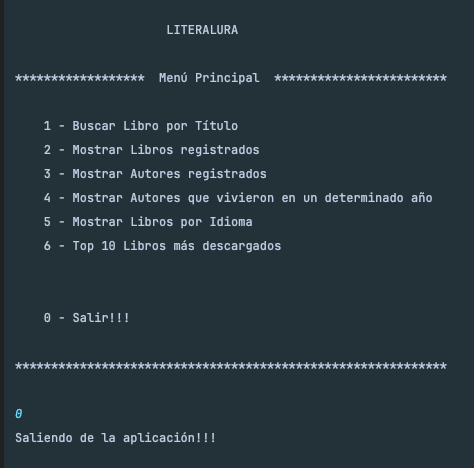 LITERALURA
****************** Menú Principal ************************
1 - Buscar Libro por Título
2 - Mostrar Libros registrados
3 - Mostrar Autores registrados
4 - Mostrar Autores que vivieron en un determinado año
5 - Mostrar Libros por Idioma
6 - Top 10 Libros más descargados
0 - Salir!!!
************************************************************
0
Saliendo de la aplicación!!!